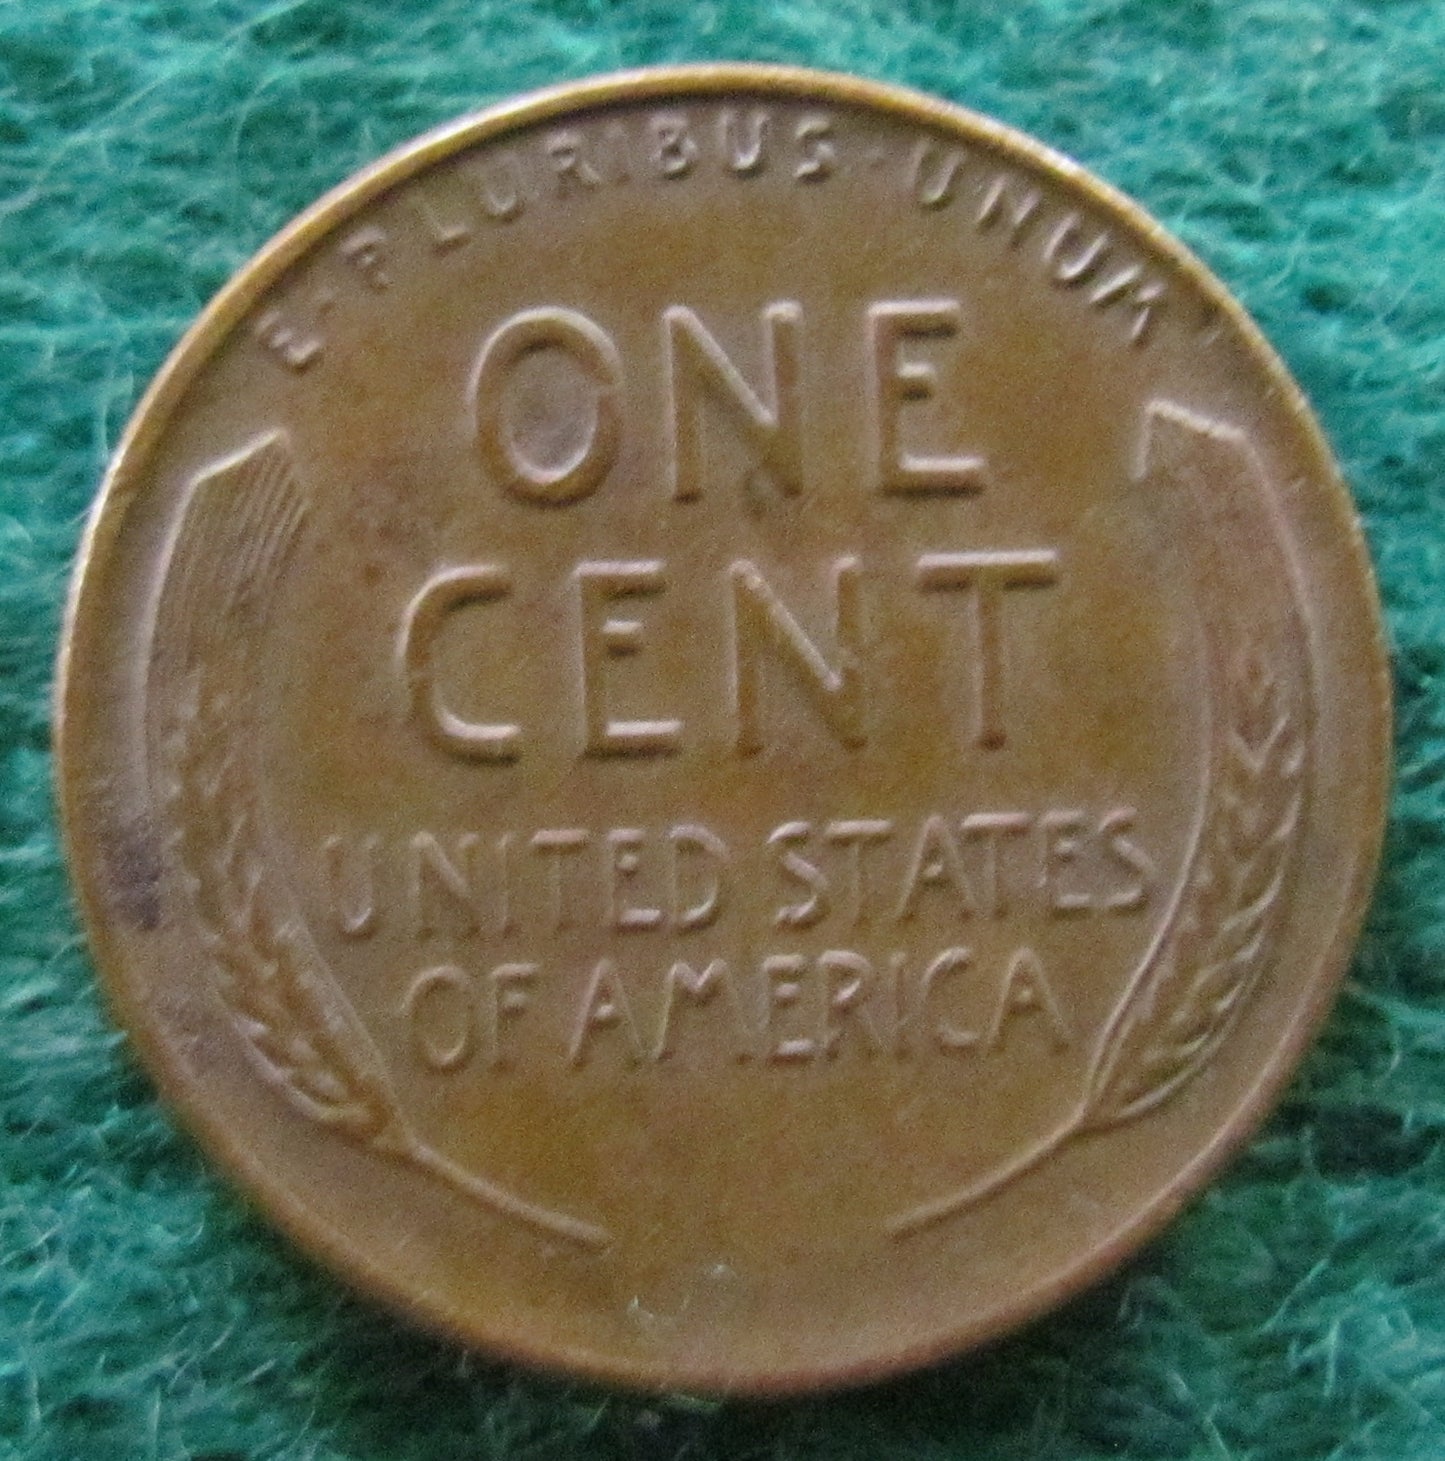 E·PLURIBUS·UNUM
ONE
CENT
UNITED STATES
OF AMERICA